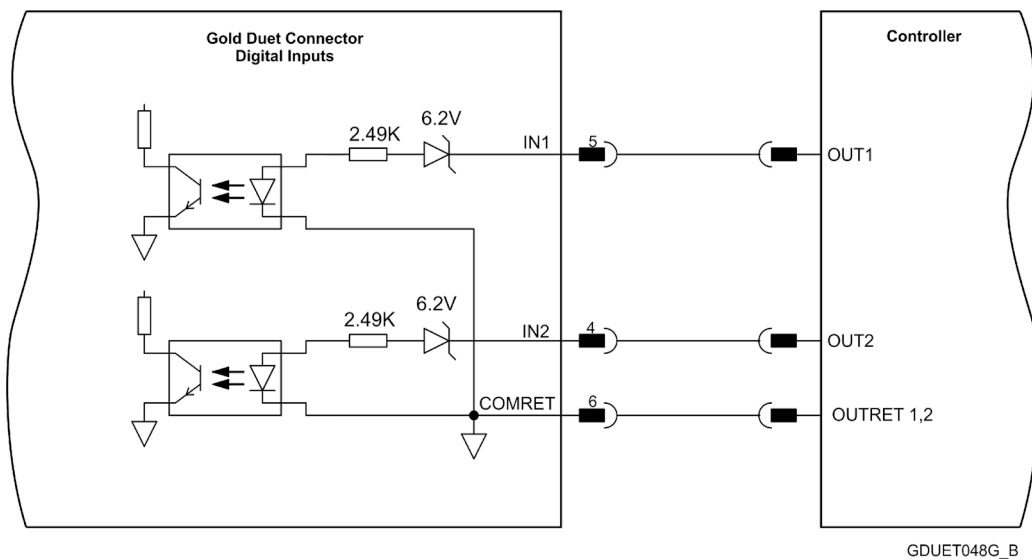 Gold Duet Connector
Digital Inputs
Controller
6.2V
2.49K
IN1
5
OUT1
6.2V
2.49K
IN2
4
OUT2
COMRET
6
OUTRET 1,2
GDUET048G_B